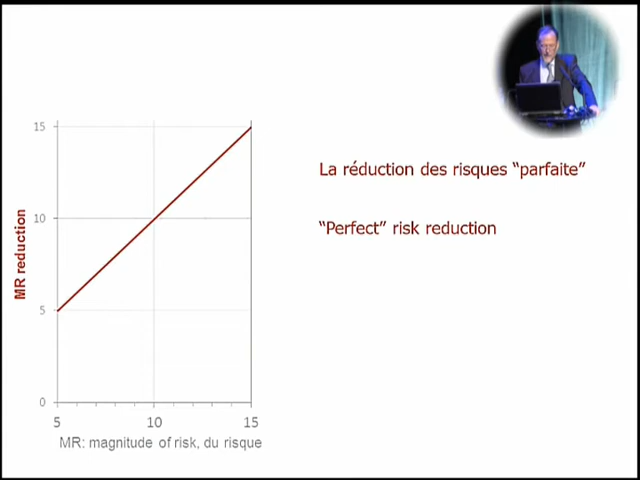 La réduction des risques “parfaite”
“Perfect” risk reduction
MR reduction
15
10
5
0
5 10 15
MR: magnitude of risk, du risque